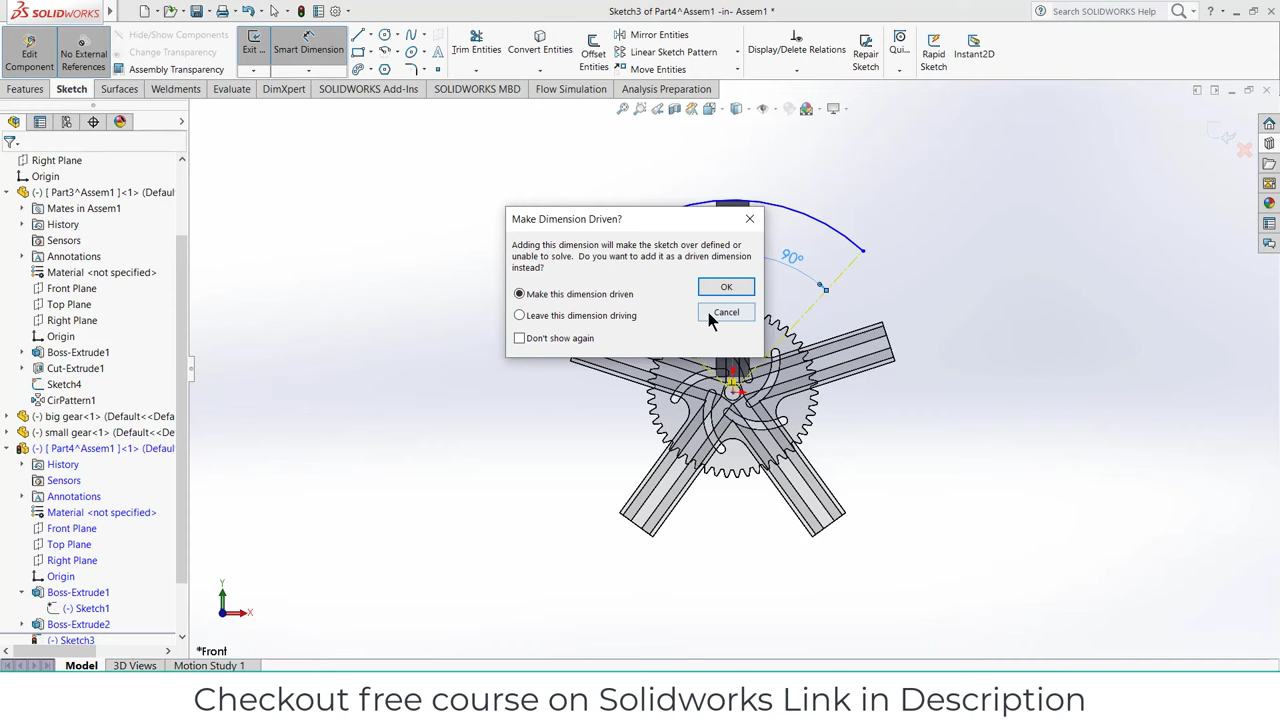 SOLIDWORKS
Sketch3 of Part4^Assem1 -in- Assem1 *
Search SOLIDWORKS Help
Edit Component
No External References
Hide/Show Components
Change Transparency
Assembly Transparency
Exit ...
Smart Dimension
Trim Entities
Convert Entities
Offset Entities
Mirror Entities
Linear Sketch Pattern
Move Entities
Display/Delete Relations
Repair Sketch
Qui...
Rapid Sketch
Instant2D
Features
Sketch
Surfaces
Weldments
Evaluate
DimXpert
SOLIDWORKS Add-Ins
SOLIDWORKS MBD
Flow Simulation
Analysis Preparation
Right Plane
Origin
(-) [ Part3^Assem1 ]<1> (Defaul
Mates in Assem1
History
Sensors
Annotations
Material <not specified>
Front Plane
Top Plane
Right Plane
Origin
Boss-Extrude1
Cut-Extrude1
Sketch4
CirPattern1
(-) big gear<1> (Default<<Defau
(-) small gear<1> (Default<<Def
(-) [ Part4^Assem1 ]<1> (Defaul
History
Sensors
Annotations
Material <not specified>
Front Plane
Top Plane
Right Plane
Origin
Boss-Extrude1
(-) Sketch1
Boss-Extrude2
(-) Sketch3
Make Dimension Driven?
Adding this dimension will make the sketch over defined or
unable to solve. Do you want to add it as a driven dimension
instead?
Make this dimension driven
OK
Leave this dimension driving
Cancel
Don't show again
90°
Y
X
*Front
Model
3D Views
Motion Study 1
Checkout free course on Solidworks Link in Description